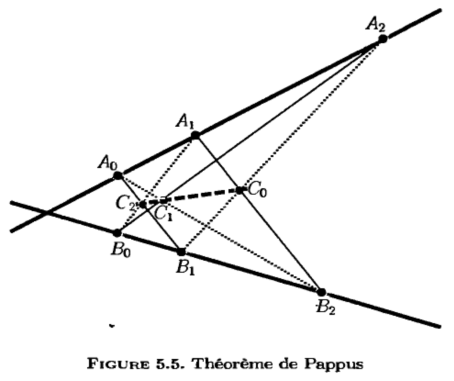 A₂
A₁
A₀
C₂ C₁ C₀
B₀
B₁
B₂
FIGURE 5.5. Théorème de Pappus